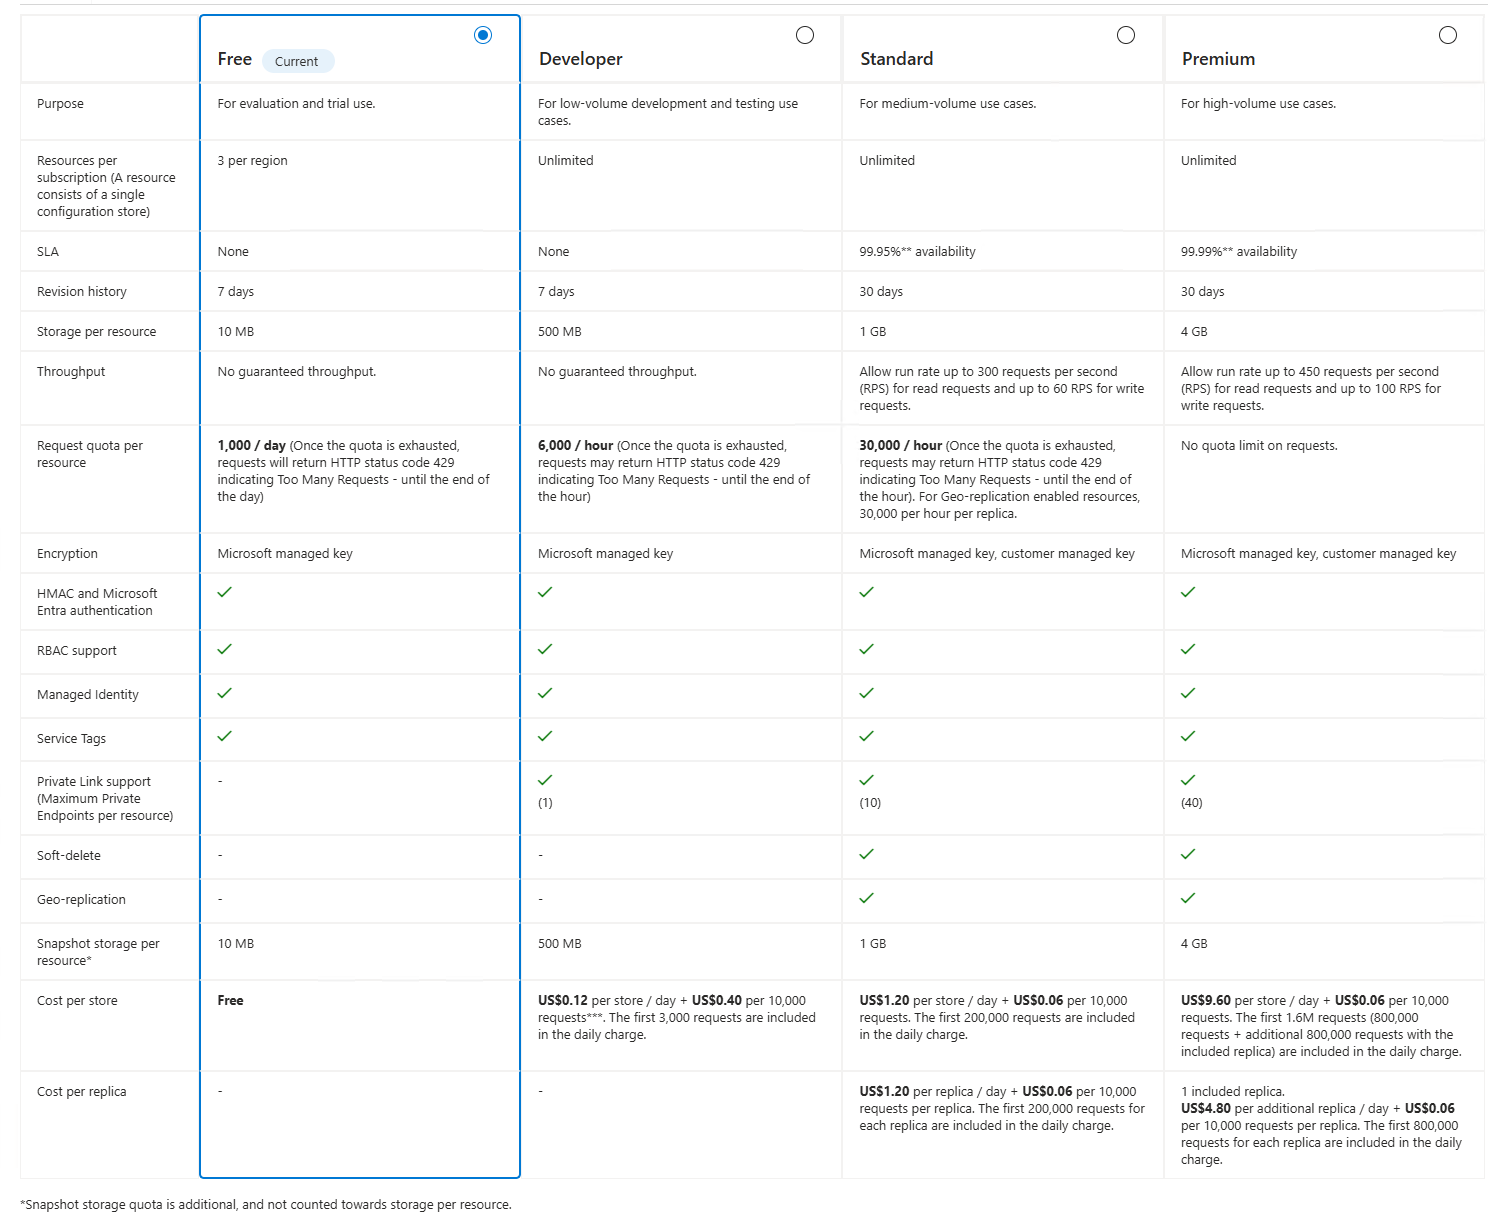 Free Current Developer Standard Premium
Purpose For evaluation and trial use. For low-volume development and testing use For medium-volume use cases. For high-volume use cases.
cases.
Resources per 3 per region Unlimited Unlimited Unlimited
subscription (A resource
consists of a single
configuration store)
SLA None None 99.95%** availability 99.99%** availability
Revision history 7 days 7 days 30 days 30 days
Storage per resource 10 MB 500 MB 1 GB 4 GB
Throughput No guaranteed throughput. No guaranteed throughput. Allow run rate up to 300 requests per second Allow run rate up to 450 requests per second
(RPS) for read requests and up to 60 RPS for write (RPS) for read requests and up to 100 RPS for
requests. write requests.
Request quota per 1,000 / day (Once the quota is exhausted, 6,000 / hour (Once the quota is exhausted, 30,000 / hour (Once the quota is exhausted, No quota limit on requests.
resource requests will return HTTP status code 429 requests may return HTTP status code 429 requests may return HTTP status code 429
indicating Too Many Requests - until the end of indicating Too Many Requests - until the end of indicating Too Many Requests - until the end of
the day) the hour) the hour). For Geo-replication enabled resources,
30,000 per hour per replica.
Encryption Microsoft managed key Microsoft managed key Microsoft managed key, customer managed key Microsoft managed key, customer managed key
HMAC and Microsoft
Entra authentication
RBAC support
Managed Identity
Service Tags
Private Link support -
(Maximum Private (1) (10) (40)
Endpoints per resource)
Soft-delete - -
Geo-replication - -
Snapshot storage per 10 MB 500 MB 1 GB 4 GB
resource*
Cost per store Free US$0.12 per store / day + US$0.40 per 10,000 US$1.20 per store / day + US$0.06 per 10,000 US$9.60 per store / day + US$0.06 per 10,000
requests***. The first 3,000 requests are included requests. The first 200,000 requests are included requests. The first 1.6M requests (800,000
in the daily charge. in the daily charge. requests + additional 800,000 requests with the
included replica) are included in the daily charge.
Cost per replica - - US$1.20 per replica / day + US$0.06 per 10,000 1 included replica.
requests per replica. The first 200,000 requests for US$4.80 per additional replica / day + US$0.06
each replica are included in the daily charge. per 10,000 requests per replica. The first 800,000
requests for each replica are included in the daily
charge.
*Snapshot storage quota is additional, and not counted towards storage per resource.